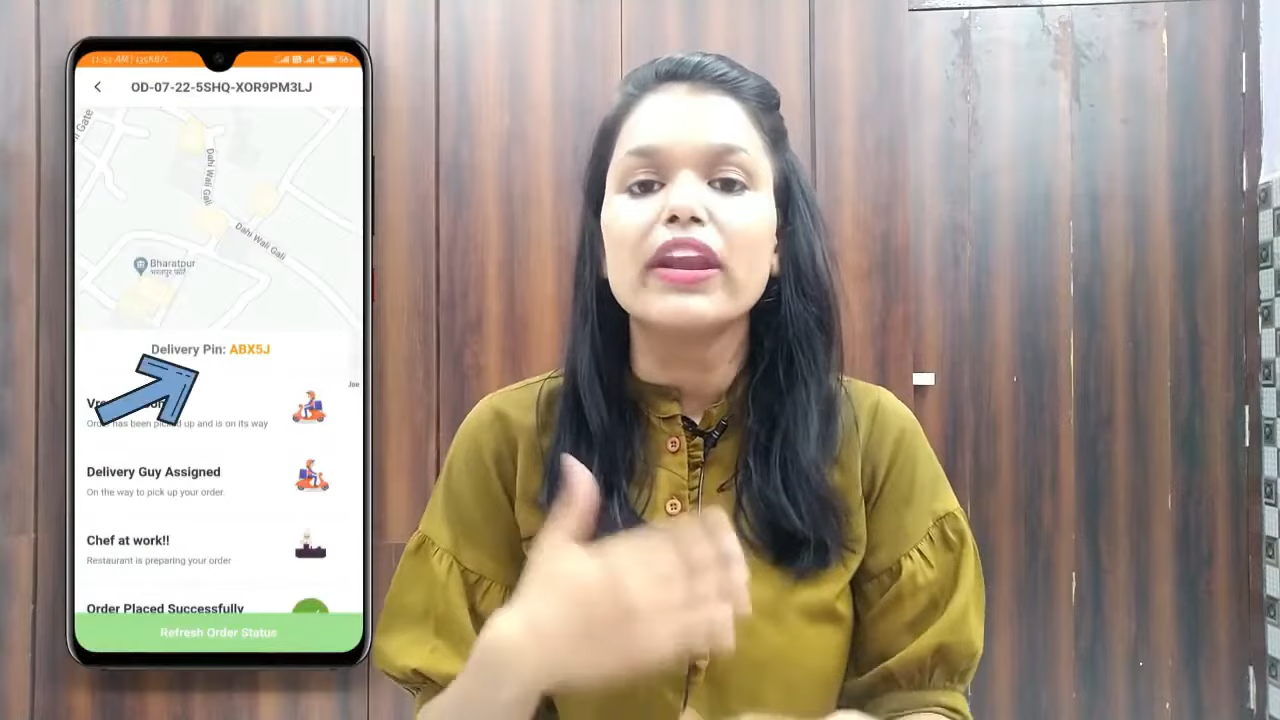 OD-07-22-5SHQ-XOR9PM3LJ
Dahi Wali Gali
Dahi Wali Gali
Bharatpur
Delivery Pin: ABX5J
Order has been picked up and is on its way
Delivery Guy Assigned
On the way to pick up your order.
Chef at work!!
Restaurant is preparing your order
Order Placed Successfully
Refresh Order Status